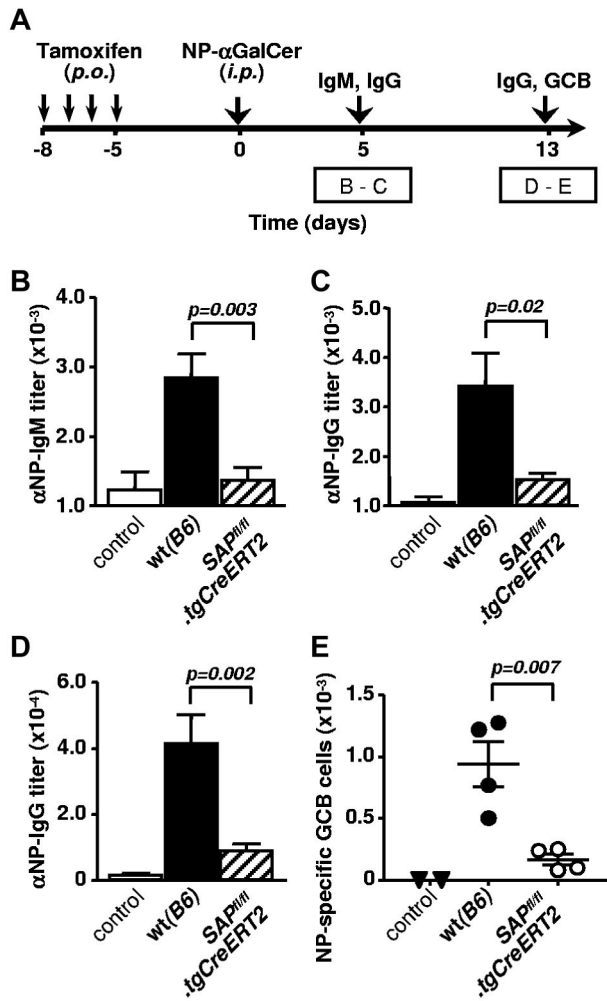 A
Tamoxifen
(p.o.)
NP-αGalCer
(i.p.)
IgM, IgG
IgG, GCB
-8
-5
0
5
13
B - C
D - E
Time (days)
B
αNP-IgM titer (x10⁻³)
4.0
3.0
2.0
1.0
p=0.003
control
wt(B6)
SAPfl/fl
.tgCreERT2
C
αNP-IgG titer (x10⁻³)
5.0
4.0
3.0
2.0
1.0
p=0.02
control
wt(B6)
SAPfl/fl
.tgCreERT2
D
αNP-IgG titer (x10⁻⁴)
6.0
4.0
2.0
0
p=0.002
control
wt(B6)
SAPfl/fl
.tgCreERT2
E
NP-specific GCB cells (x10⁻³)
1.5
1.0
0.5
0
p=0.007
control
wt(B6)
SAPfl/fl
.tgCreERT2